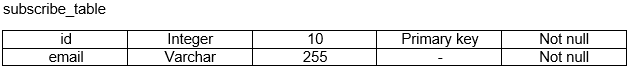 subscribe_table
id Integer 10 Primary key Not null
email Varchar 255 - Not null